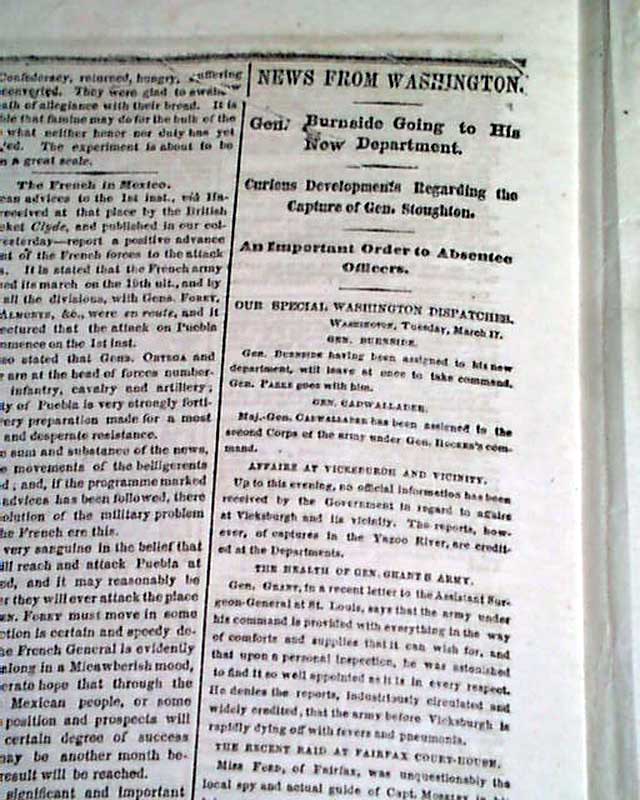 Confederacy, returned, hungry, suffering
converted. They were glad to
ath of allegiance with their bread. It is
ble that famine may do for the bulk of the
what neither honor nor duty has yet
The experiment is about to be
n a great scale.
The French in Mexico.
can advices to the 1st inst., via Ha-
received at that place by the British
ket Clyde, and published in our col-
yesterday—report a positive advance
nt of the French forces to the attack
s. It is stated that the French army
ed its march on the 19th ult., and by
all the divisions, with Gens. FOREY,
ALMONTE, &c., were en route, and it
ectured that the attack on Puebla
mmence on the 1st inst.
so stated that Gens. ORTEGA and
are at the head of forces number-
infantry, cavalry and artillery;
ty of Puebla is very strongly forti-
very preparation made for a most
and desperate resistance.
e sum and substance of the news,
e movements of the belligerents
d; and, if the programme marked
advices has been followed, there
solution of the military problem
he French ere this.
very sanguine in the belief that
ill reach and attack Puebla at
ed, and it may reasonably be
er they will ever attack the place
EN. FOREY must move in some
ction is certain and speedy de-
he French General is evidently
along in a Micawberish mood,
erate hope that through the
Mexican people, or some
position and prospects will
certain degree of success
may be another month be-
result will be reached.
significant and important
NEWS FROM WASHINGTON.
Gen. Burnside Going to His
New Department.
Curious Developments Regarding the
Capture of Gen. Stoughton.
An Important Order to Absentee
Officers.
OUR SPECIAL WASHINGTON DISPATCHES.
WASHINGTON, Tuesday, March 17.
GEN. BURNSIDE.
Gen. BURNSIDE having been assigned to his new
department, will leave at once to take command.
Gen. PARKE goes with him.
GEN. CADWALLADER.
Maj.-Gen. CADWALLADER has been assigned to the
second Corps of the army under Gen. HOOKER'S com-
mand.
AFFAIRS AT VICKSBURGH AND VICINITY.
Up to this evening, no official information has been
received by the Government in regard to affairs
at Vicksburgh and its vicinity. The reports, how-
ever, of captures in the Yazoo River, are credit-
ed at the Departments.
THE HEALTH OF GEN. GRANT'S ARMY.
Gen. GRANT, in a recent letter to the Assistant Sur-
geon-General at St. Louis, says that the army under
his command is provided with everything in the way
of comforts and supplies that it can wish for, and
that upon a personal inspection, he was astonished
to find it so well appointed as it is in every respect.
He denies the reports, industriously circulated and
widely credited, that the army before Vicksburgh is
rapidly dying off with fevers and pneumonia.
THE RECENT RAID AT FAIRFAX COURT-HOUSE.
Miss FORD, of Fairfax, was unquestionably the
local spy and actual guide of Capt. MOSELEY in his